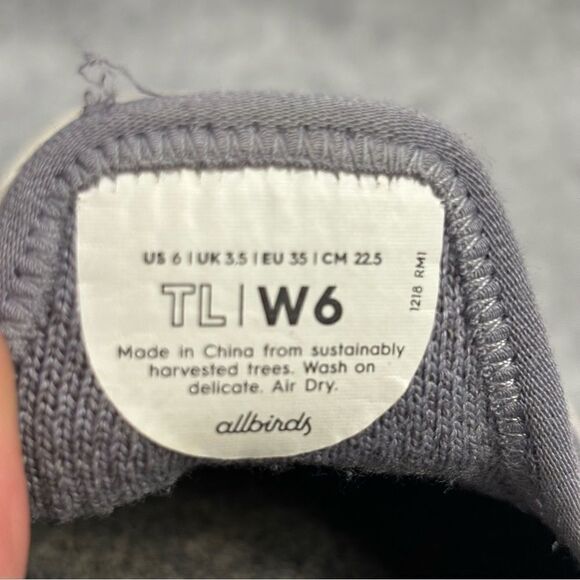 US 6 | UK 3.5 | EU 35 | CM 22.5
TL | W6
Made in China from sustainably
harvested trees. Wash on
delicate. Air Dry.
allbirds
1218 RM1